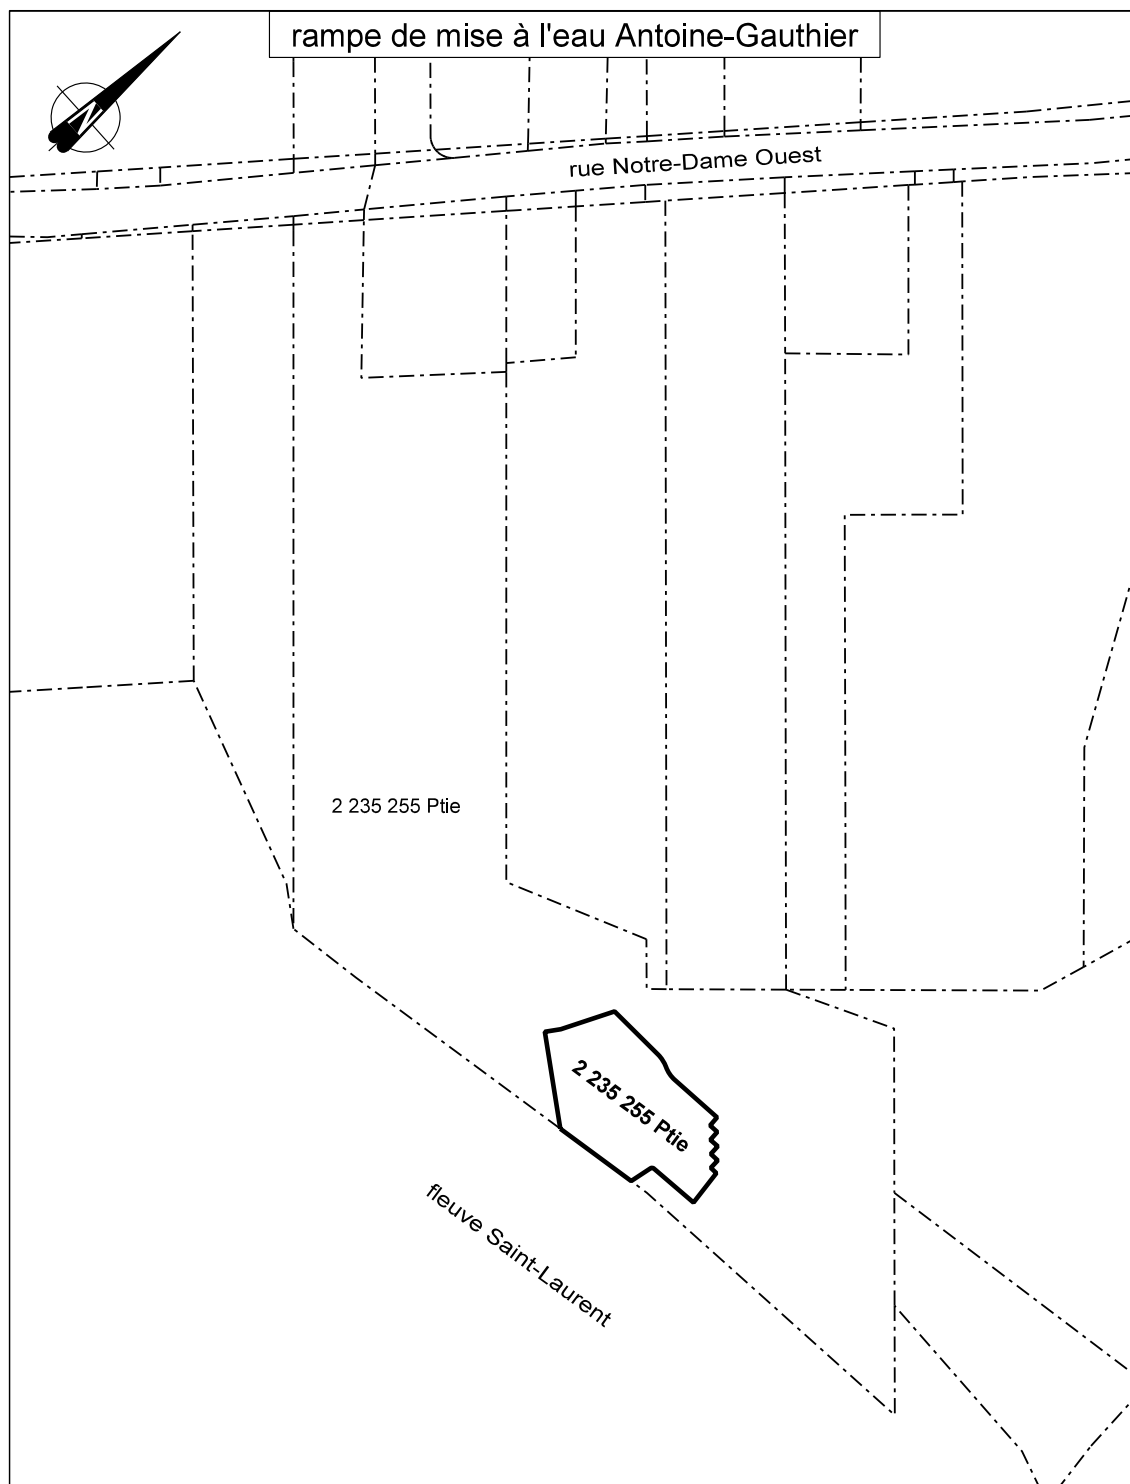 rampe de mise à l'eau Antoine-Gauthier
N
rue Notre-Dame Ouest
2 235 255 Ptie
2 235 255 Ptie
fleuve Saint-Laurent